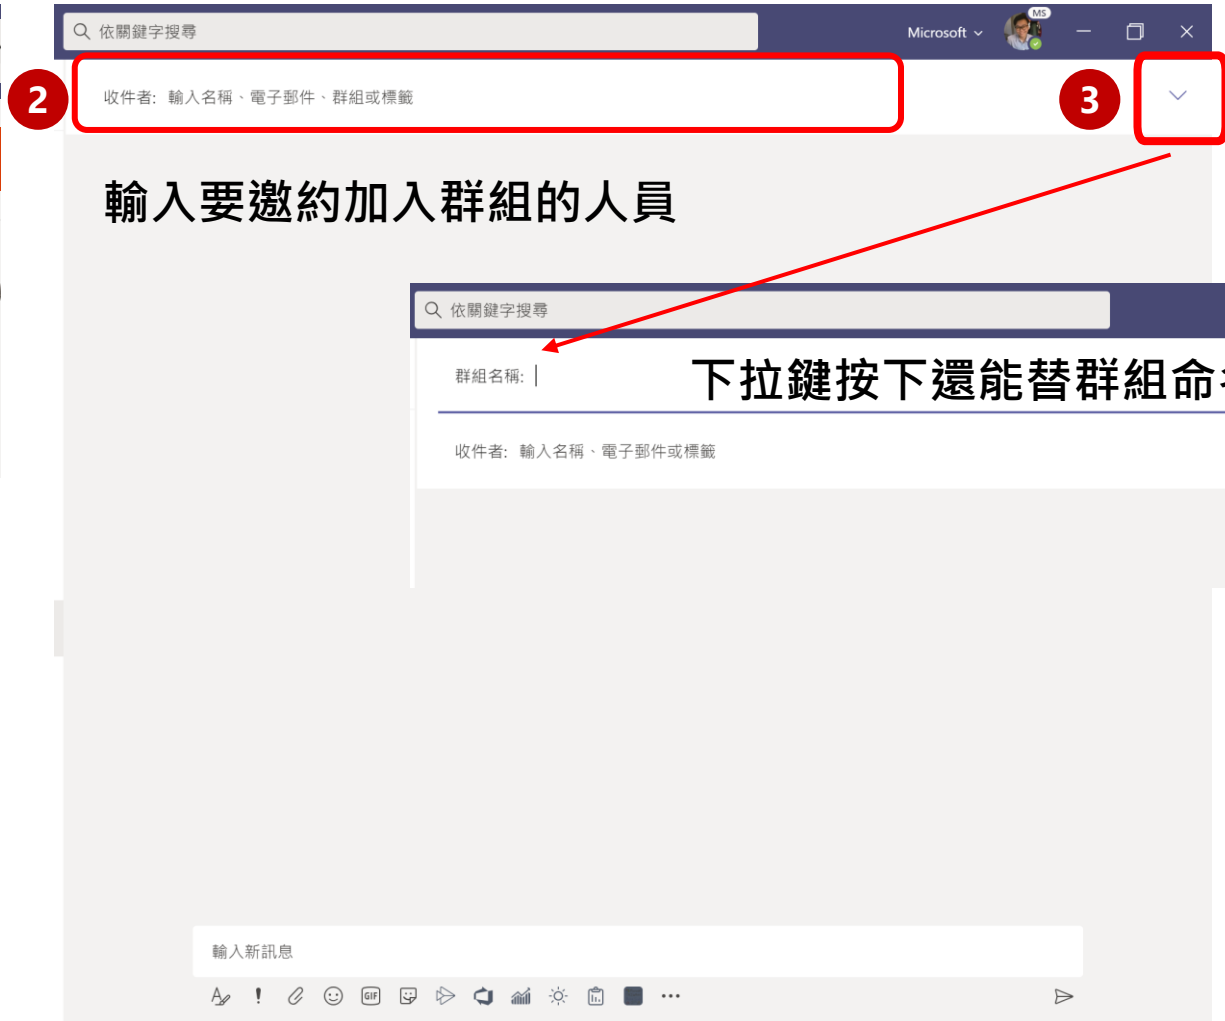 依關鍵字搜尋
Microsoft
MS
2
收件者: 輸入名稱、電子郵件、群組或標籤
3
輸入要邀約加入群組的人員
依關鍵字搜尋
群組名稱:
下拉鍵按下還能替群組命
收件者: 輸入名稱、電子郵件或標籤
輸入新訊息
GIF